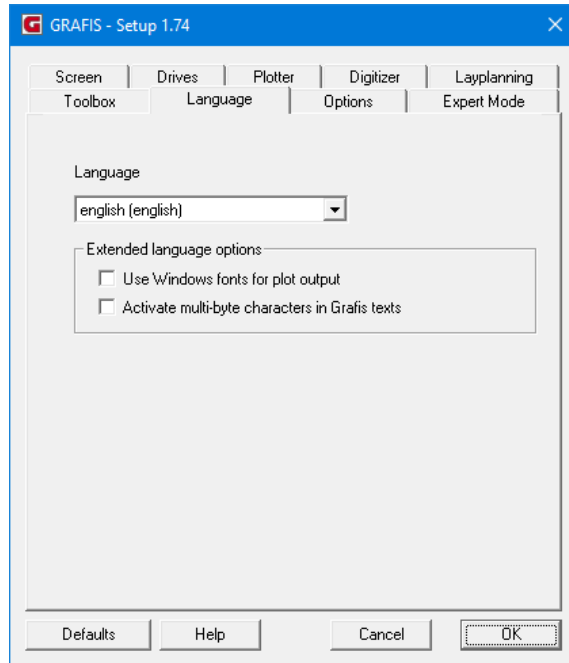 GRAFIS - Setup 1.74
Screen Drives Plotter Digitizer Layplanning
Toolbox Language Options Expert Mode
Language
english (english)
Extended language options
Use Windows fonts for plot output
Activate multi-byte characters in Grafis texts
Defaults Help Cancel OK